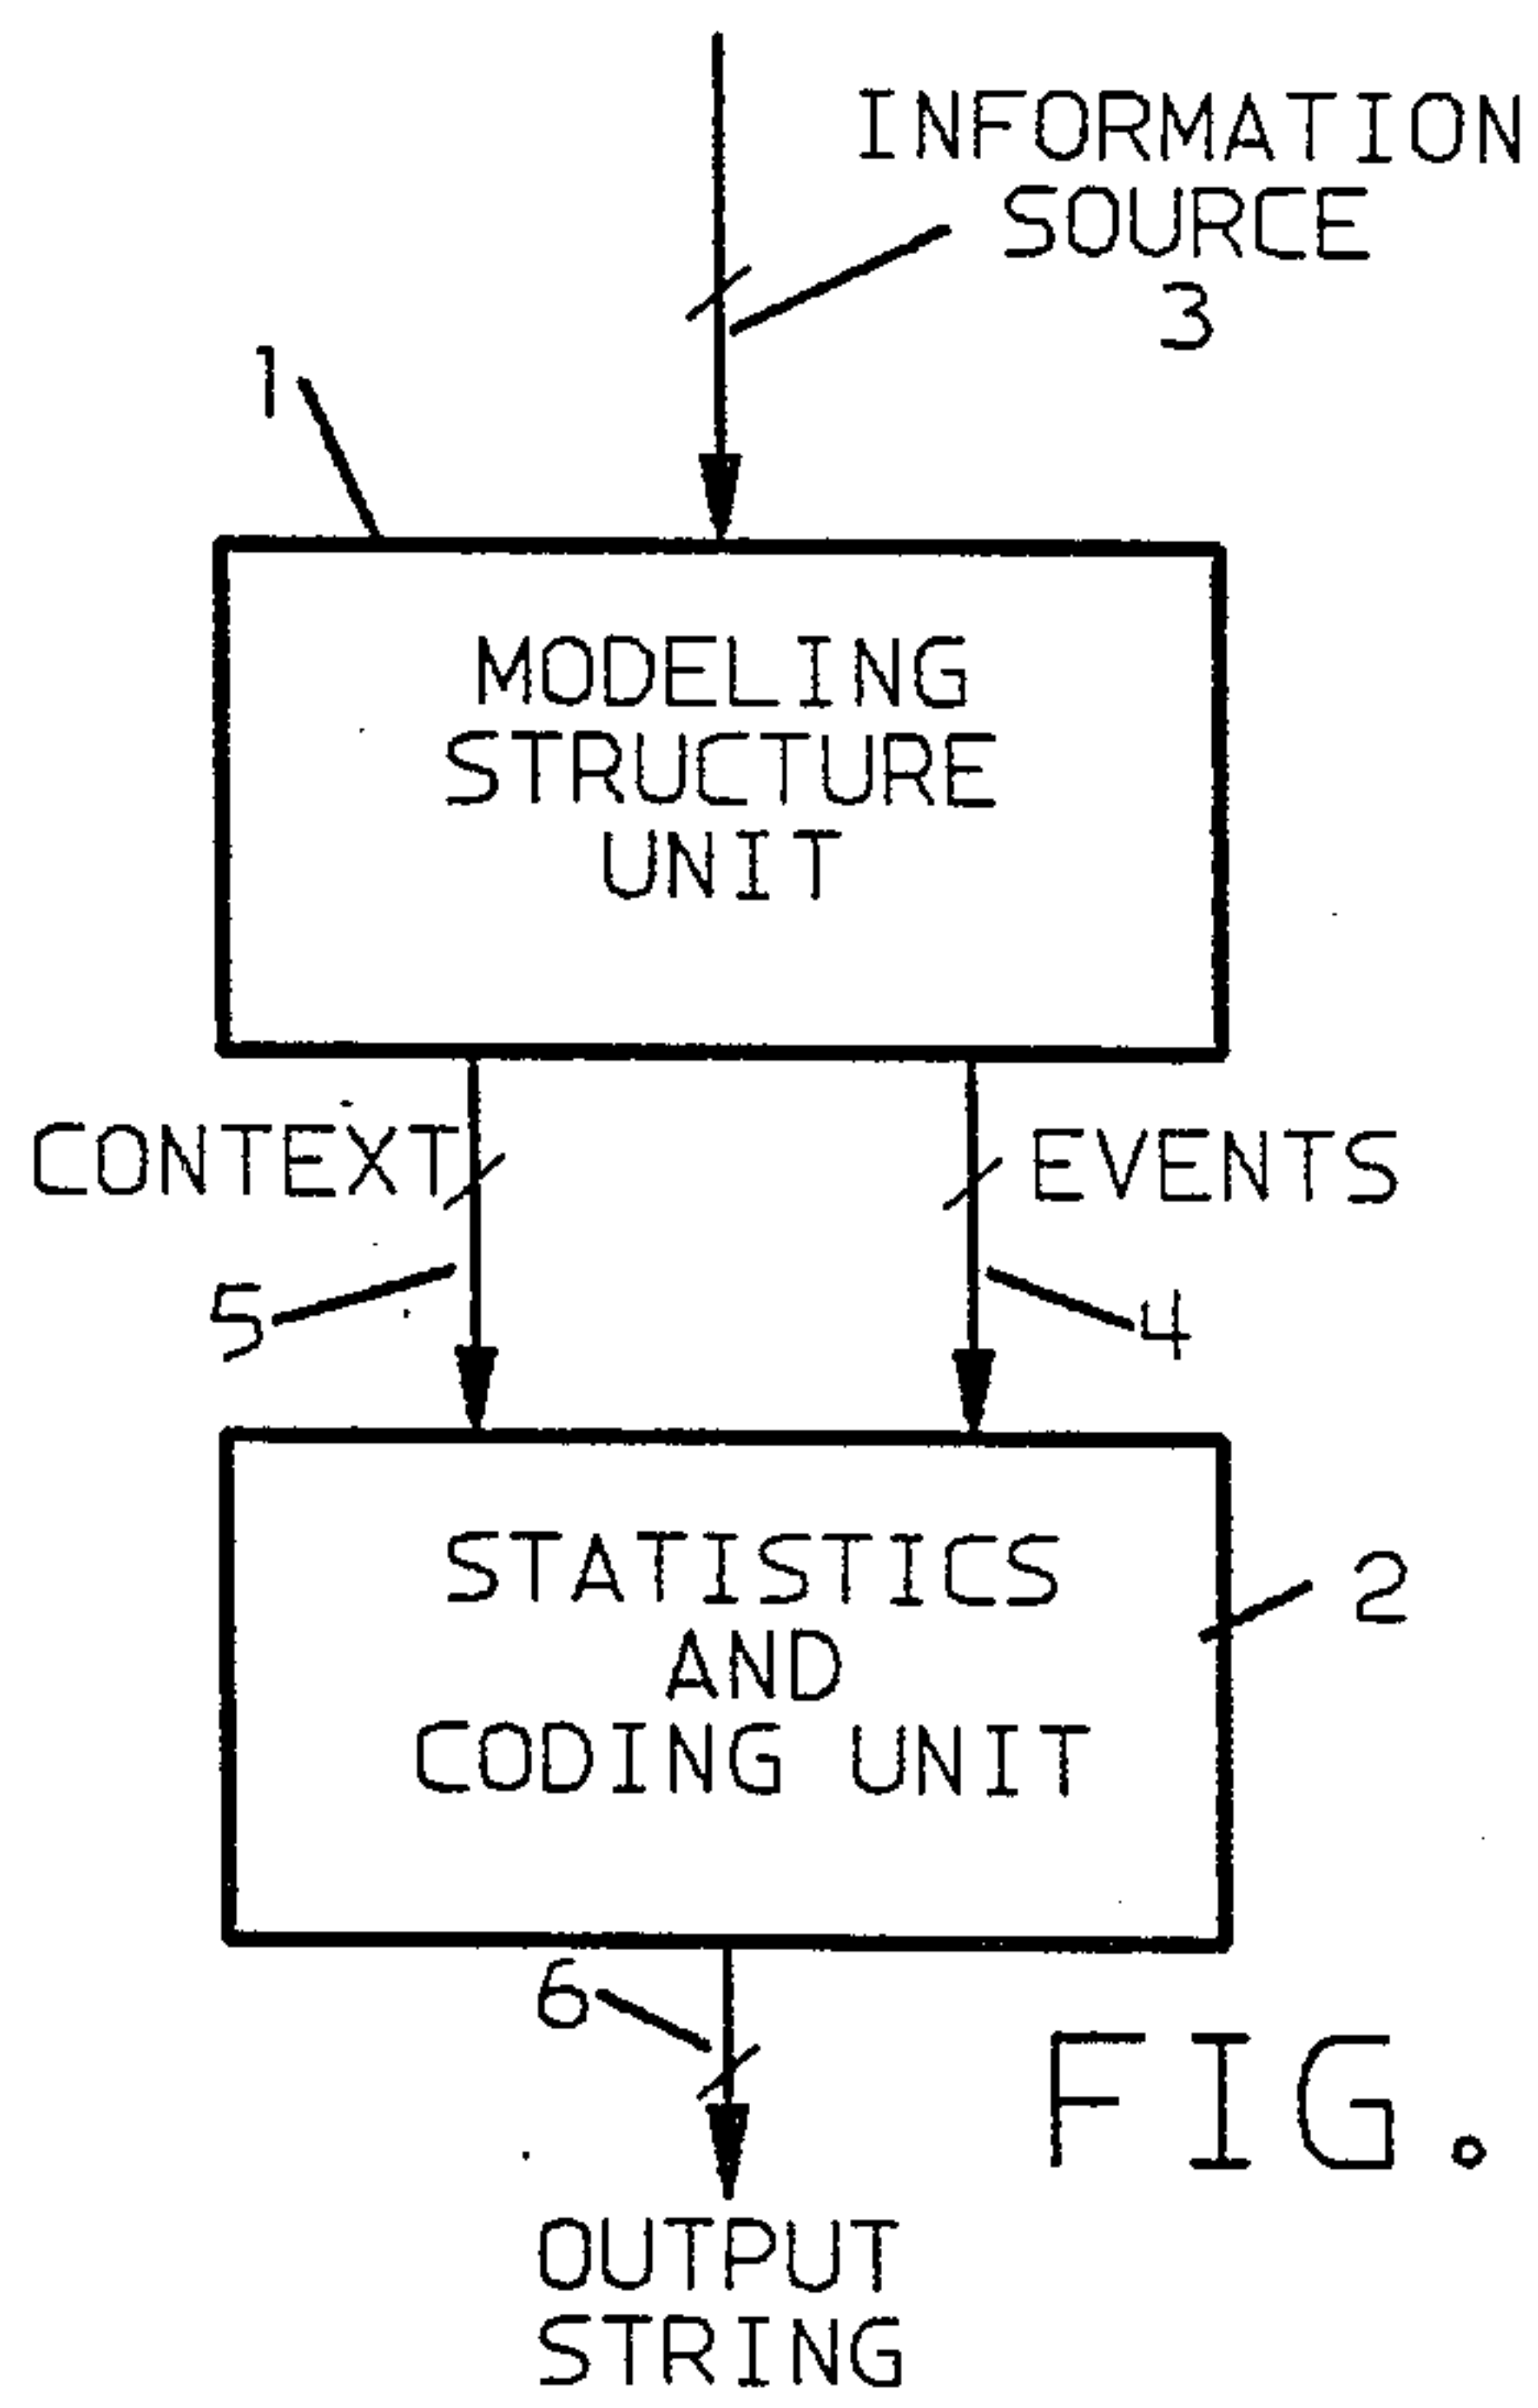 INFORMATION
SOURCE
3
1
MODELING
STRUCTURE
UNIT
CONTEXT
EVENTS
5
4
STATISTICS
AND
CODING UNIT
2
6
FIG.
OUTPUT
STRING